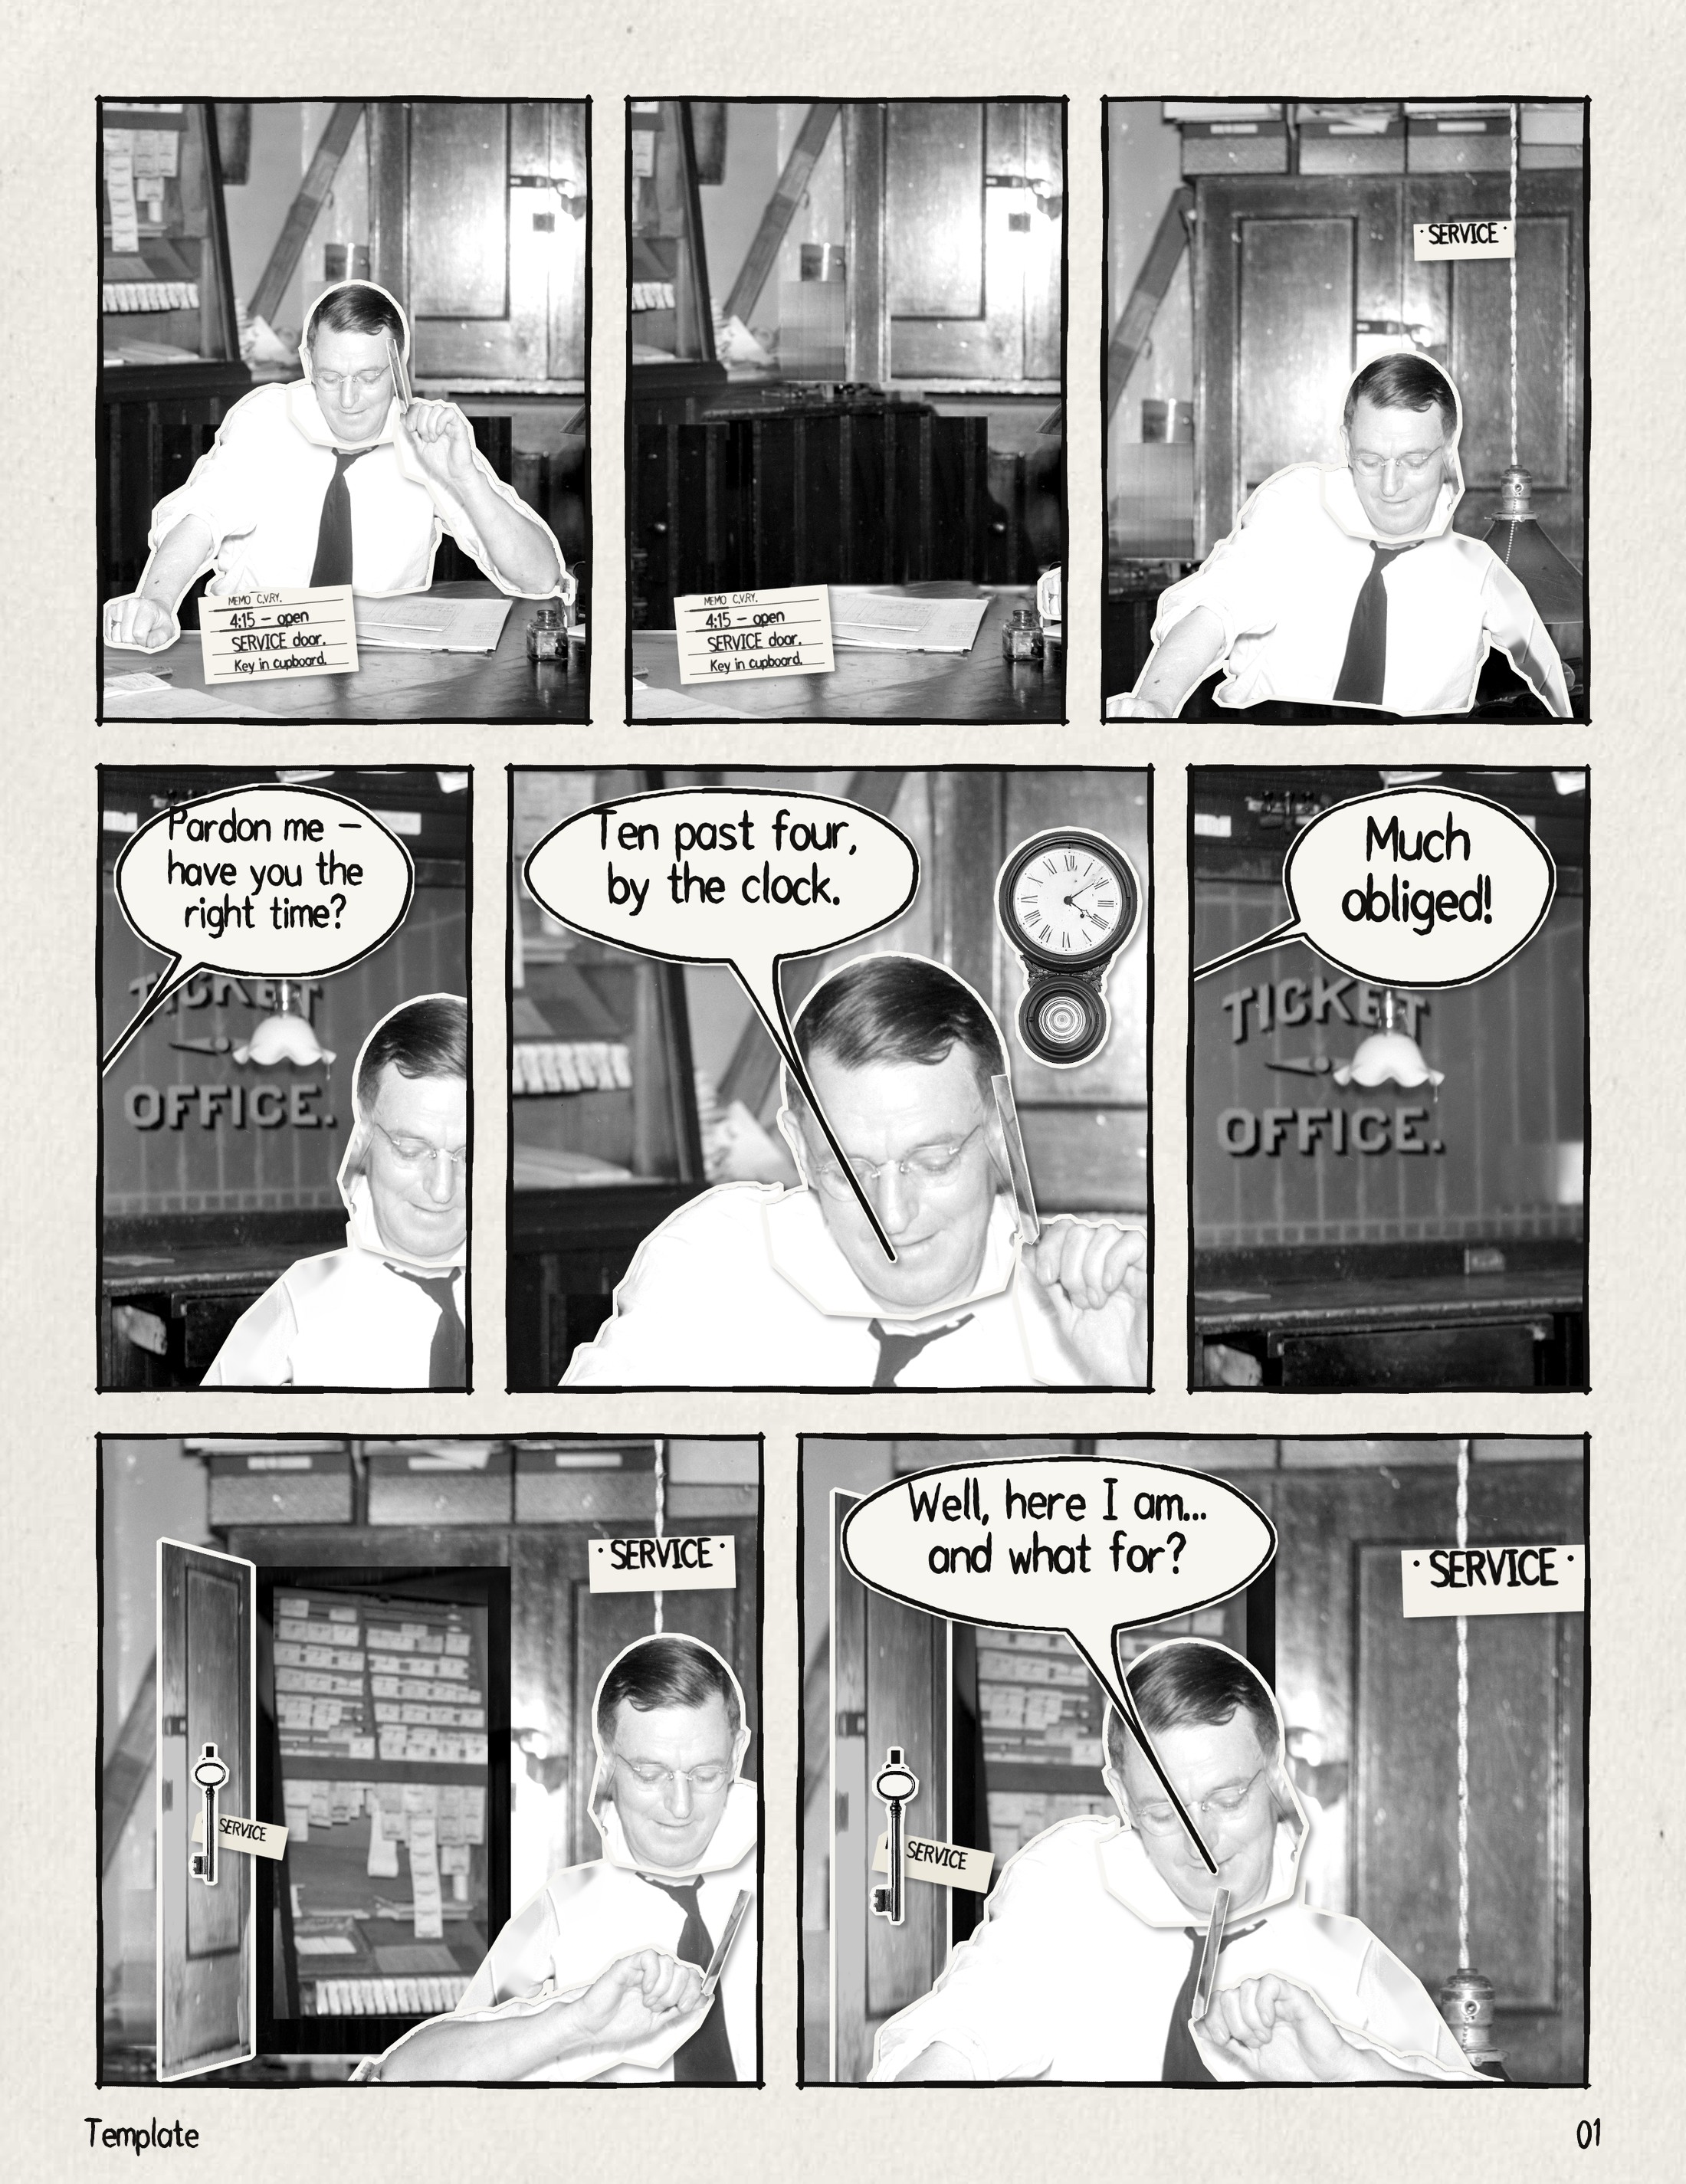 MEMO C.V.RY.
4:15 – open
SERVICE door.
Key in cupboard.
MEMO C.V.RY.
4:15 – open
SERVICE door.
Key in cupboard.
· SERVICE ·
Pardon me –
have you the
right time?
TICKET
OFFICE.
Ten past four,
by the clock.
Much
obliged!
TICKET
OFFICE.
· SERVICE ·
SERVICE
Well, here I am...
and what for?
· SERVICE ·
SERVICE
Template
01